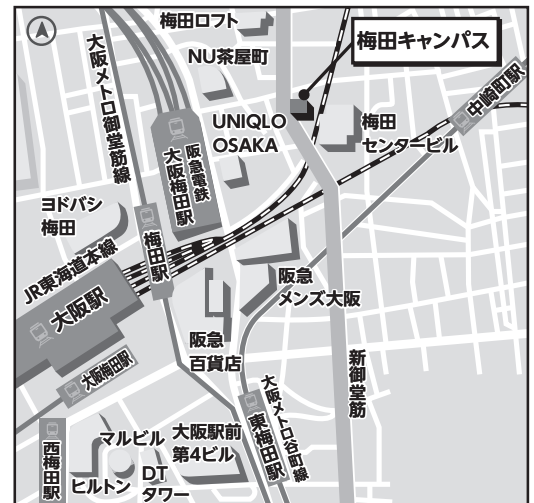 梅田ロフト
梅田キャンパス
NU茶屋町
大阪メトロ御堂筋線
中崎町駅
UNIQLO
OSAKA
梅田
センタービル
阪急電鉄
大阪梅田駅
ヨドバシ
梅田
梅田駅
JR東海道本線
大阪駅
阪急
メンズ大阪
阪急
百貨店
新御堂筋
大阪梅田駅
大阪メトロ谷町線
東梅田駅
西梅田駅
マルビル
大阪駅前
第4ビル
ヒルトン
DT
タワー